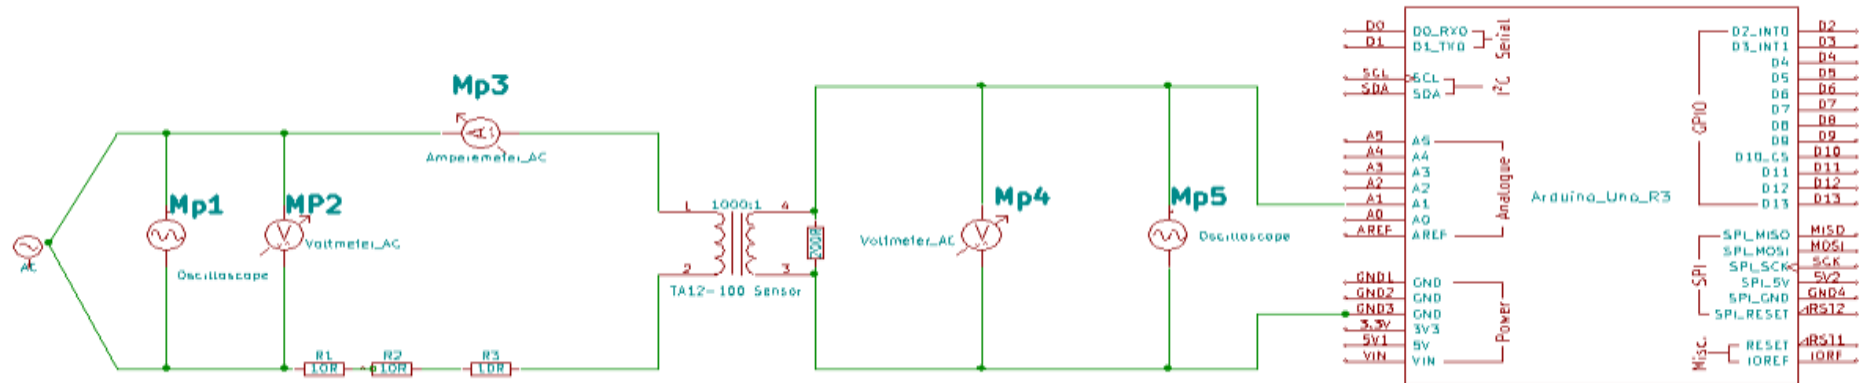 Mp3
Amperemeter_AC
Mp1
MP2
Voltmeter_AC
Oscilloscope
AC
R1
10R
R2
10R
R3
10R
1000:1
1
4
2
3
200R
TA12-100 Sensor
Mp4
Voltmeter_AC
Mp5
Oscilloscope
D0
D1
SCL
SDA
A5
A4
A3
A2
A1
A0
AREF
GND1
GND2
GND3
3.3V
5V1
VIN
D0_RX0
D1_TX0
Serial
SCL
SDA
I²C
A5
A4
A3
A2
A1
A0
AREF
Analogue
GND
GND
GND
3V3
5V
VIN
Power
Arduino_Uno_R3
D2_INT0
D3_INT1
D4
D5
D6
D7
D8
D9
D10_CS
D11
D12
D13
GPIO
SPI_MISO
SPI_MOSI
SPI_SCK
SPI_5V
SPI_GND
SPI_RESET
SPI
RESET
IOREF
Misc.
D2
D3
D4
D5
D6
D7
D8
D9
D10
D11
D12
D13
MISO
MOSI
SCK
5V2
GND4
RST2
RST1
IORF